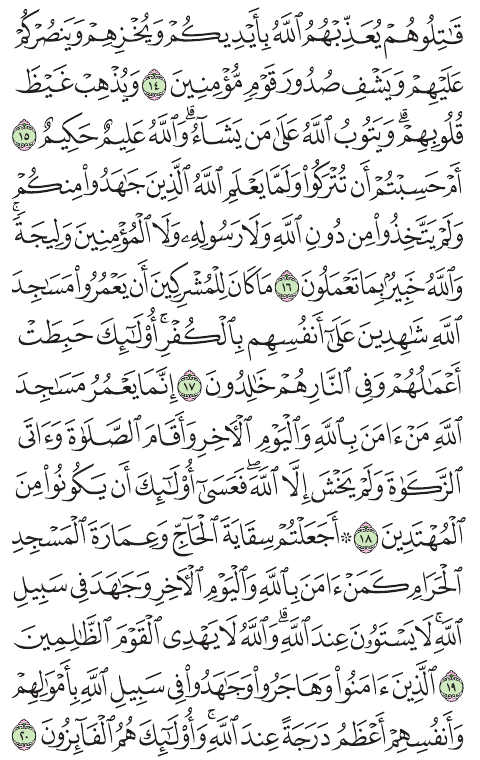 قَٰتِلُوهُمْ يُعَذِّبْهُمُ ٱللَّهُ بِأَيْدِيكُمْ وَيُخْزِهِمْ وَيَنصُرْكُمْ
عَلَيْهِمْ وَيَشْفِ صُدُورَ قَوْمٍ مُّؤْمِنِينَ ١٤ وَيُذْهِبْ غَيْظَ
قُلُوبِهِمْۗ وَيَتُوبُ ٱللَّهُ عَلَىٰ مَن يَشَآءُۗ وَٱللَّهُ عَلِيمٌ حَكِيمٌ ١٥
أَمْ حَسِبْتُمْ أَن تُتْرَكُوا۟ وَلَمَّا يَعْلَمِ ٱللَّهُ ٱلَّذِينَ جَٰهَدُوا۟ مِنكُمْ
وَلَمْ يَتَّخِذُوا۟ مِن دُونِ ٱللَّهِ وَلَا رَسُولِهِۦ وَلَا ٱلْمُؤْمِنِينَ وَلِيجَةًۚ
وَٱللَّهُ خَبِيرٌۢ بِمَا تَعْمَلُونَ ١٦ مَا كَانَ لِلْمُشْرِكِينَ أَن يَعْمُرُوا۟ مَسَٰجِدَ
ٱللَّهِ شَٰهِدِينَ عَلَىٰٓ أَنفُسِهِم بِٱلْكُفْرِۚ أُو۟لَٰٓئِكَ حَبِطَتْ
أَعْمَٰلُهُمْ وَفِى ٱلنَّارِ هُمْ خَٰلِدُونَ ١٧ إِنَّمَا يَعْمُرُ مَسَٰجِدَ
ٱللَّهِ مَنْ ءَامَنَ بِٱللَّهِ وَٱلْيَوْمِ ٱلْءَاخِرِ وَأَقَامَ ٱلصَّلَوٰةَ وَءَاتَى
ٱلزَّكَوٰةَ وَلَمْ يَخْشَ إِلَّا ٱللَّهَۖ فَعَسَىٰٓ أُو۟لَٰٓئِكَ أَن يَكُونُوا۟ مِنَ
ٱلْمُهْتَدِينَ ١٨ ۞ أَجَعَلْتُمْ سِقَايَةَ ٱلْحَآجِّ وَعِمَارَةَ ٱلْمَسْجِدِ
ٱلْحَرَامِ كَمَنْ ءَامَنَ بِٱللَّهِ وَٱلْيَوْمِ ٱلْءَاخِرِ وَجَٰهَدَ فِى سَبِيلِ
ٱللَّهِۚ لَا يَسْتَوُۥنَ عِندَ ٱللَّهِۗ وَٱللَّهُ لَا يَهْدِى ٱلْقَوْمَ ٱلظَّٰلِمِينَ
١٩ ٱلَّذِينَ ءَامَنُوا۟ وَهَاجَرُوا۟ وَجَٰهَدُوا۟ فِى سَبِيلِ ٱللَّهِ بِأَمْوَٰلِهِمْ
وَأَنفُسِهِمْ أَعْظَمُ دَرَجَةً عِندَ ٱللَّهِۚ وَأُو۟لَٰٓئِكَ هُمُ ٱلْفَآئِزُونَ ٢٠